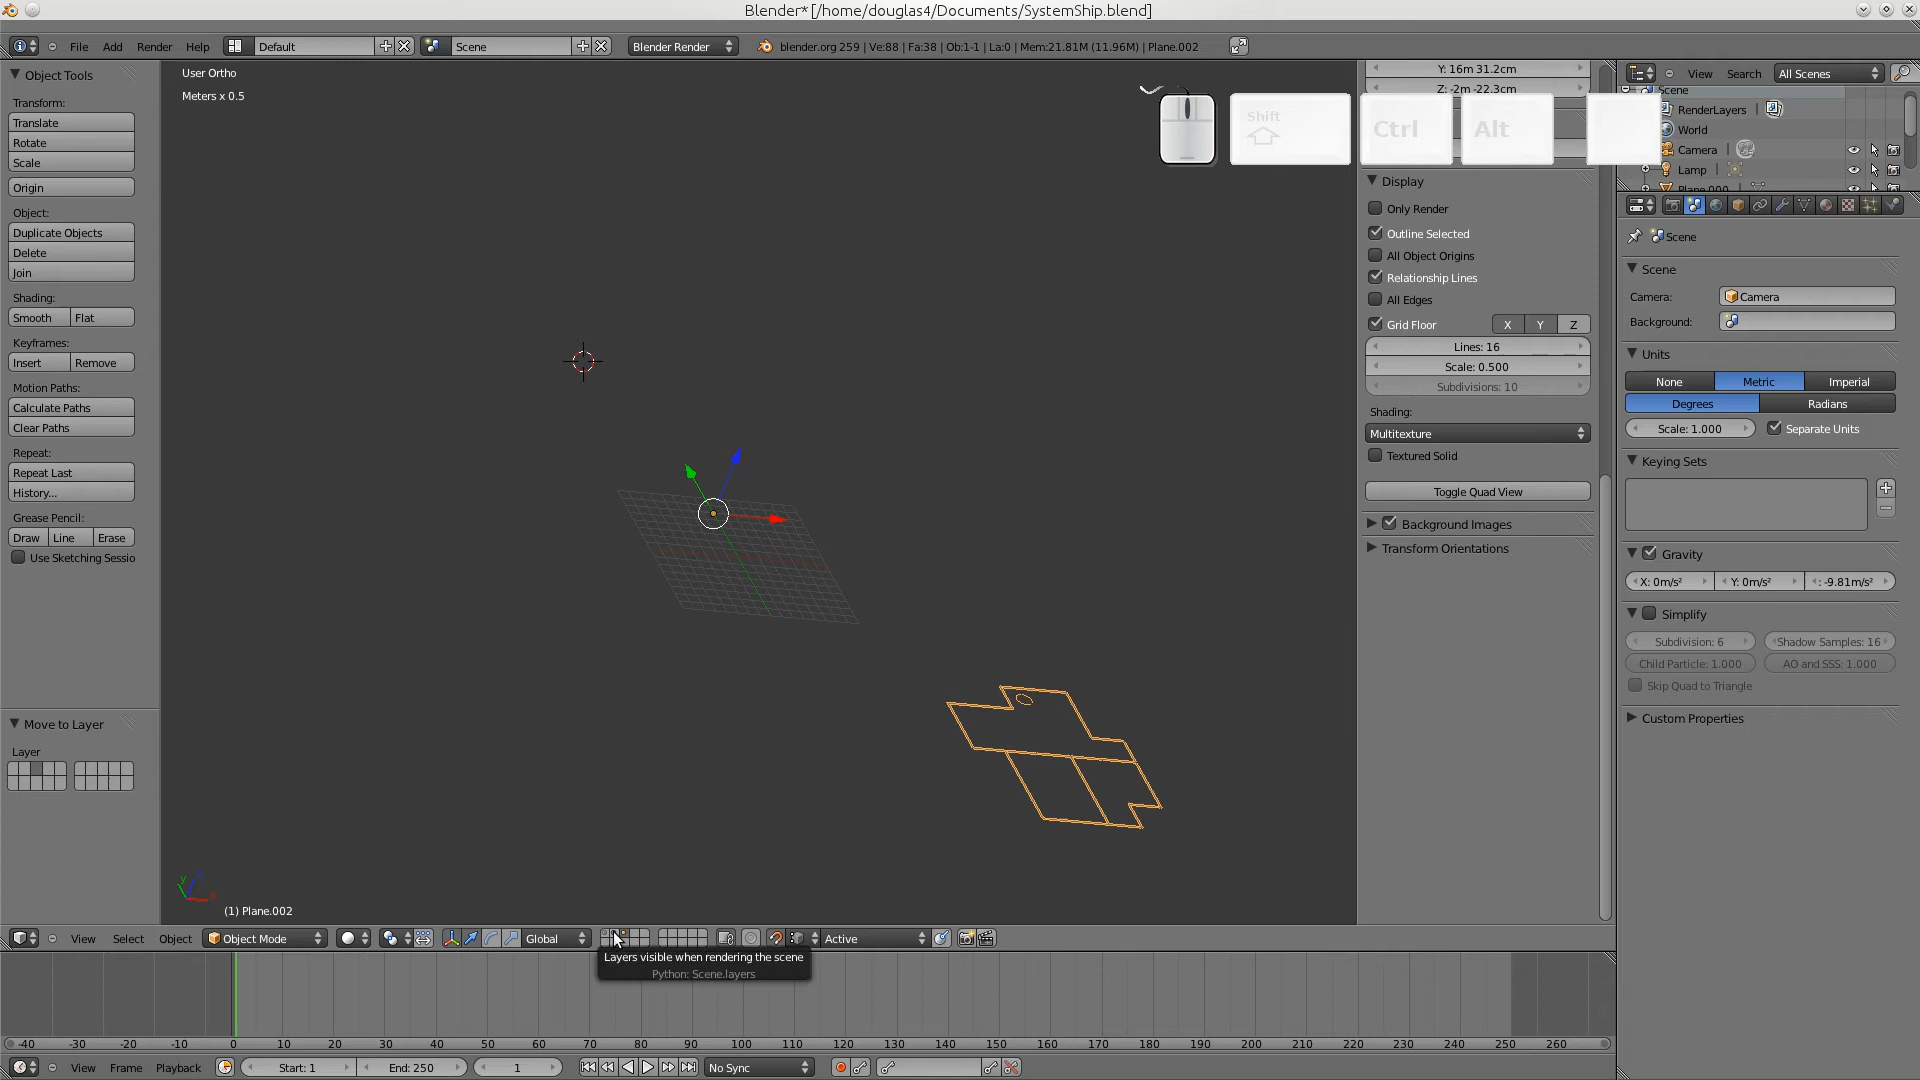 Blender* [/home/douglas4/Documents/SystemShip.blend]
File Add Render Help Default Scene Blender Render blender.org 259 | Ve:88 | Fa:38 | Ob:1-1 | La:0 | Mem:21.81M (11.96M) | Plane.002
Object Tools
Transform:
Translate
Rotate
Scale
Origin
Object:
Duplicate Objects
Delete
Join
Shading:
Smooth Flat
Keyframes:
Insert Remove
Motion Paths:
Calculate Paths
Clear Paths
Repeat:
Repeat Last
History...
Grease Pencil:
Draw Line Erase
Use Sketching Sessio
Move to Layer
Layer
User Ortho
Meters x 0.5
Shift Ctrl Alt
(1) Plane.002
Y: 16m 31.2cm
Z: -2m -22.3cm
Display
Only Render
Outline Selected
All Object Origins
Relationship Lines
All Edges
Grid Floor X Y Z
Lines: 16
Scale: 0.500
Subdivisions: 10
Shading:
Multitexture
Textured Solid
Toggle Quad View
Background Images
Transform Orientations
View Search All Scenes
Scene
RenderLayers
World
Camera
Lamp
Plane.000
Scene
Scene
Camera: Camera
Background:
Units
None Metric Imperial
Degrees Radians
Scale: 1.000 Separate Units
Keying Sets
Gravity
X: 0m/s² Y: 0m/s² : -9.81m/s²
Simplify
Subdivision: 6 Shadow Samples: 16
Child Particle: 1.000 AO and SSS: 1.000
Skip Quad to Triangle
Custom Properties
View Select Object Object Mode Global Active
Layers visible when rendering the scene
Python: Scene.layers
-40 -30 -20 -10 0 10 20 30 40 50 60 70 80 90 100 110 120 130 140 150 160 170 180 190 200 210 220 230 240 250 260
View Frame Playback Start: 1 End: 250 1 No Sync